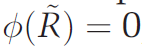 ϕ(R̃) = 0